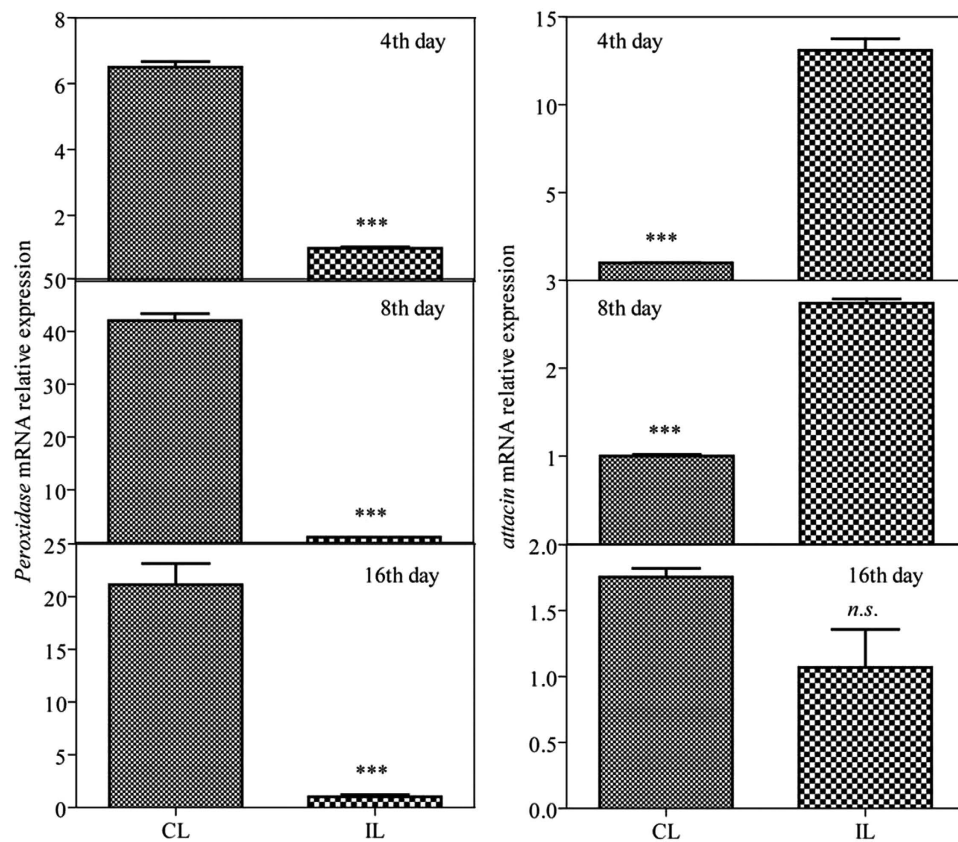 Peroxidase mRNA relative expression
8
6
4
2
50
4th day
***
40
30
20
10
25
8th day
***
20
15
10
5
0
16th day
***
CL
IL
attacin mRNA relative expression
15
10
5
3
4th day
***
2
1
2.0
8th day
***
1.5
1.0
0.5
0.0
16th day
n.s.
CL
IL